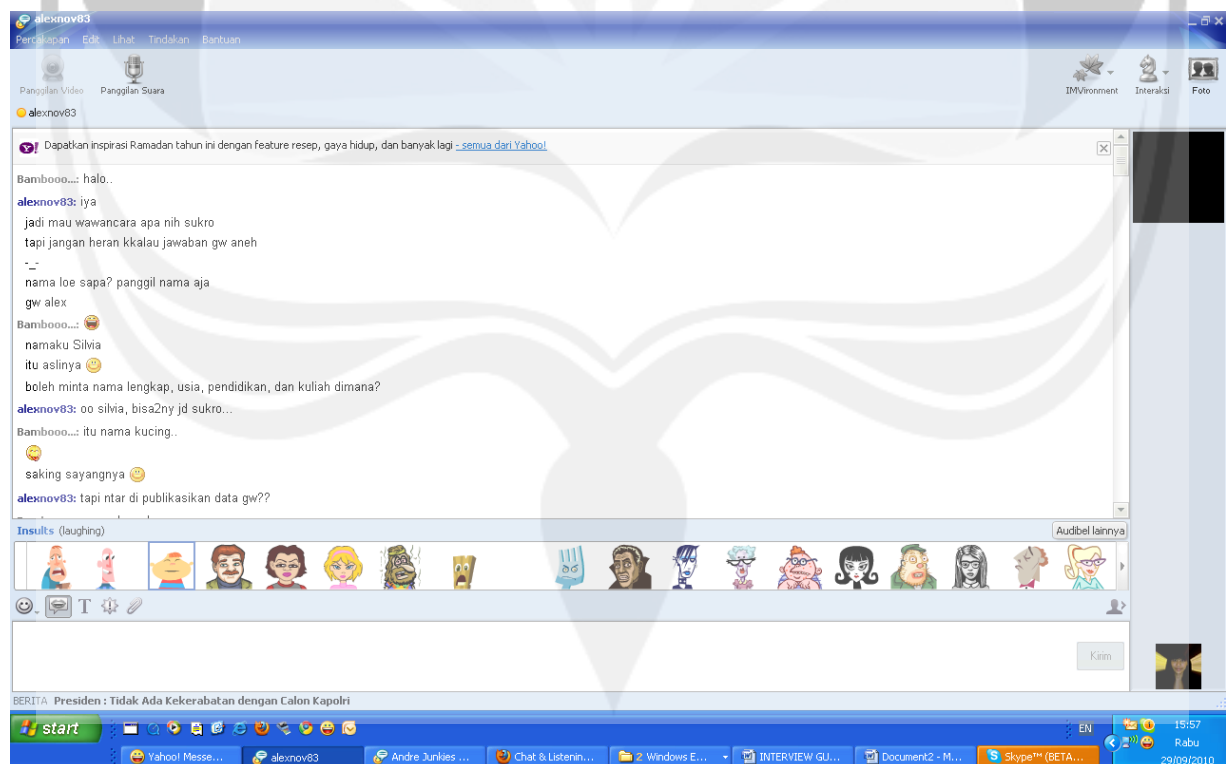 alexnov83
Percakapan Edit Lihat Tindakan Bantuan
Panggilan Video Panggilan Suara IMVironment Interaksi Foto
alexnov83
Dapatkan inspirasi Ramadan tahun ini dengan feature resep, gaya hidup, dan banyak lagi - semua dari Yahoo!
Bambooo...: halo..
alexnov83: iya
jadi mau wawancara apa nih sukro
tapi jangan heran kkalau jawaban gw aneh
-_-
nama loe sapa? panggil nama aja
gw alex
Bambooo...:
namaku Silvia
itu aslinya
boleh minta nama lengkap, usia, pendidikan, dan kuliah dimana?
alexnov83: oo silvia, bisa2ny jd sukro...
Bambooo...: itu nama kucing..
saking sayangnya
alexnov83: tapi ntar di publikasikan data gw??
Insults (laughing) Audibel lainnya
Kirim
BERITA Presiden : Tidak Ada Kekerabatan dengan Calon Kapolri
start EN 15:57
Yahoo! Messe... alexnov83 Andre Junkies ... Chat & Listenin... 2 Windows E... INTERVIEW GU... Document2 - M... Skype™ (BETA... Rabu
29/09/2010